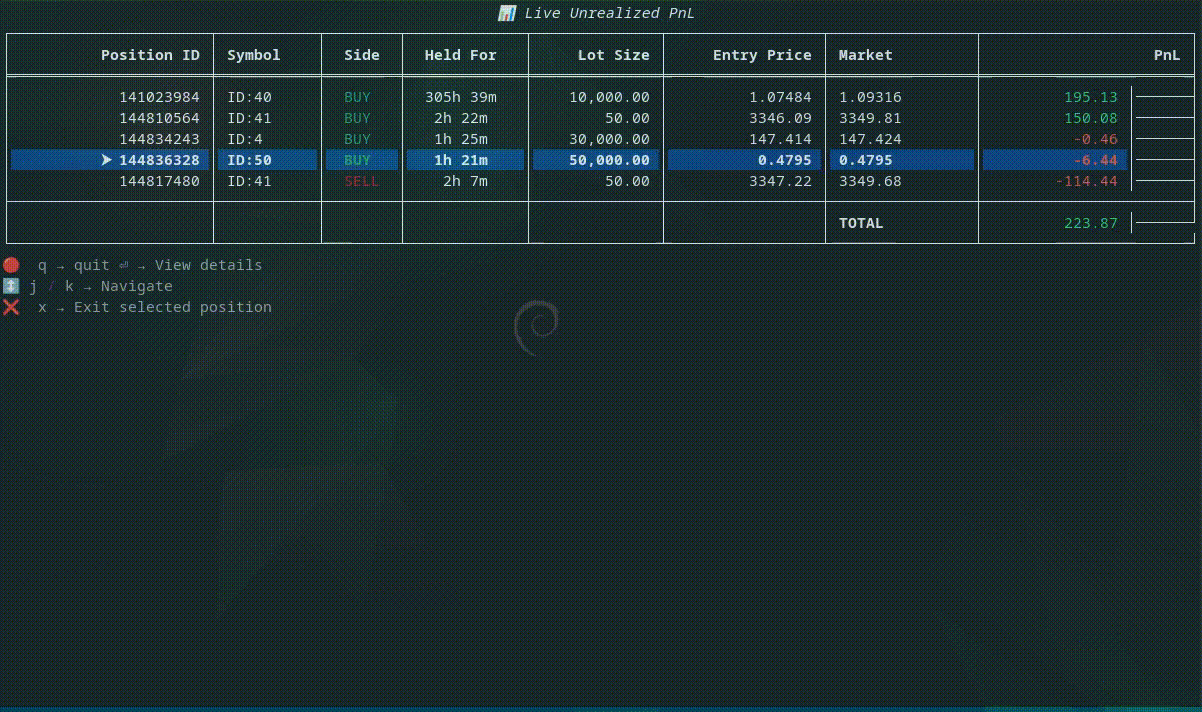 📊 Live Unrealized PnL
Position ID Symbol Side Held For Lot Size Entry Price Market PnL
141023984 ID:40 BUY 305h 39m 10,000.00 1.07484 1.09316 195.13
144810564 ID:41 BUY 2h 22m 50.00 3346.09 3349.81 150.08
144834243 ID:4 BUY 1h 25m 30,000.00 147.414 147.424 -0.46
➤ 144836328 ID:50 BUY 1h 21m 50,000.00 0.4795 0.4795 -6.44
144817480 ID:41 SELL 2h 7m 50.00 3347.22 3349.68 -114.44
TOTAL 223.87
🔴 q → quit ⏎ → View details
↕️ j / k → Navigate
❌ x → Exit selected position